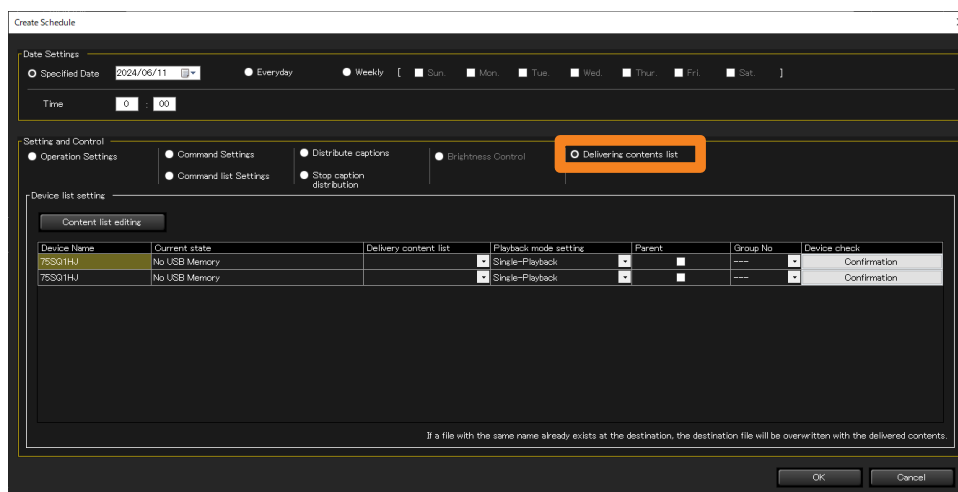 Create Schedule
Date Settings
Specified Date 2024/06/11 Everyday Weekly [ Sun. Mon. Tue. Wed. Thur. Fri. Sat. ]
Time 0 : 00
Setting and Control
Operation Settings Command Settings Distribute captions Brightness Control Delivering contents list
Command list Settings Stop caption
distribution
Device list setting
Content list editing
Device Name Current state Delivery content list Playback mode setting Parent Group No Device check
75SQ1HJ No USB Memory Single-Playback --- Confirmation
75SQ1HJ No USB Memory Single-Playback --- Confirmation
If a file with the same name already exists at the destination, the destination file will be overwritten with the delivered contents.
OK Cancel